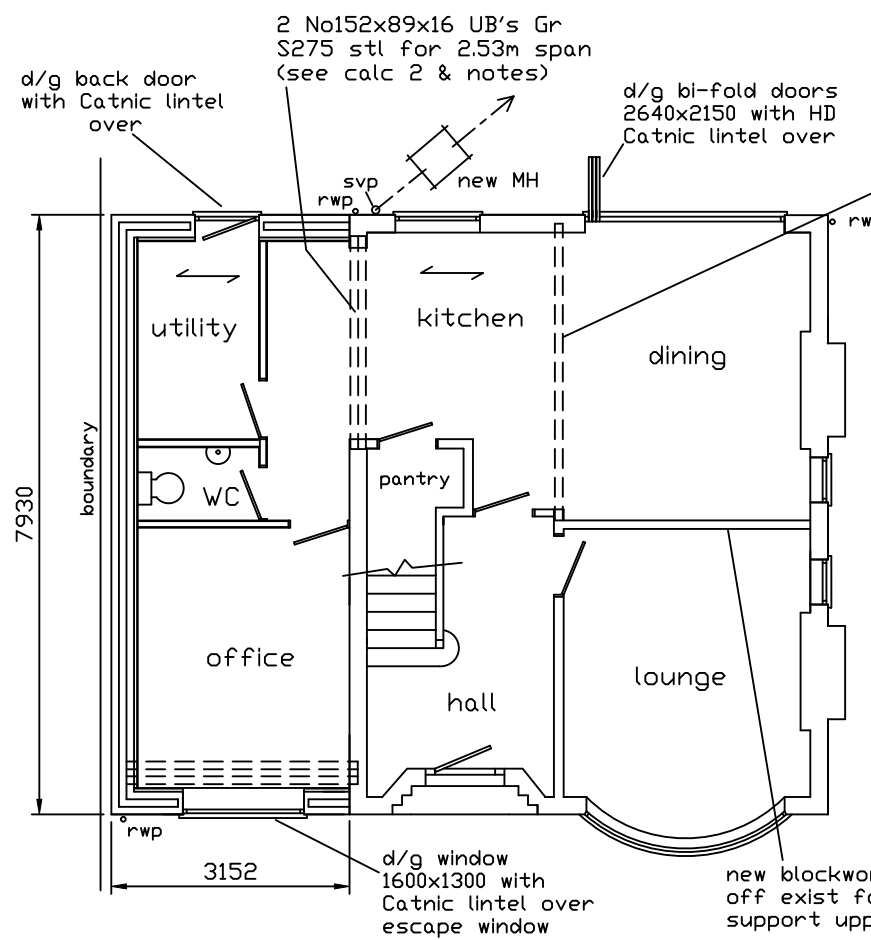 2 No152x89x16 UB's Gr
S275 stl for 2.53m span
(see calc 2 & notes)
d/g back door
with Catnic lintel
over
d/g bi-fold doors
2640x2150 with HD
Catnic lintel over
svp
rwp
new MH
rw
utility
kitchen
dining
boundary
7930
WC
pantry
office
hall
lounge
rwp
3152
d/g window
1600x1300 with
Catnic lintel over
escape window
new blockwo
off exist fo
support upp